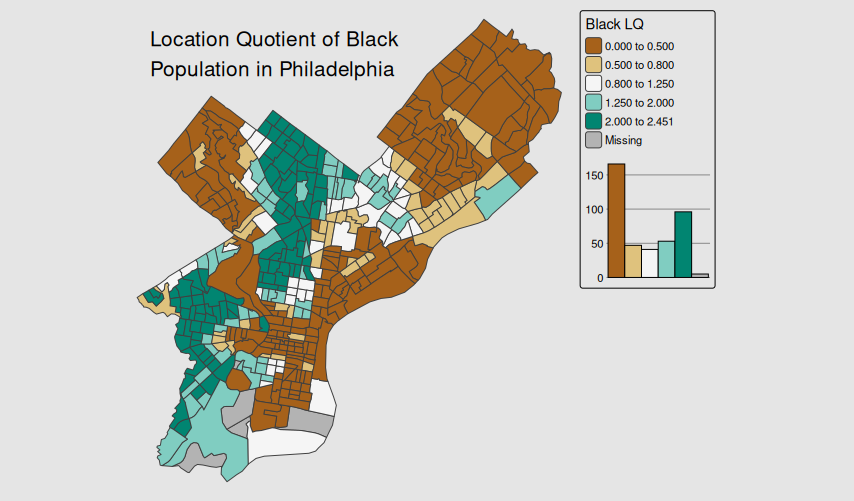 Location Quotient of Black
Population in Philadelphia
Black LQ
0.000 to 0.500
0.500 to 0.800
0.800 to 1.250
1.250 to 2.000
2.000 to 2.451
Missing
150
100
50
0